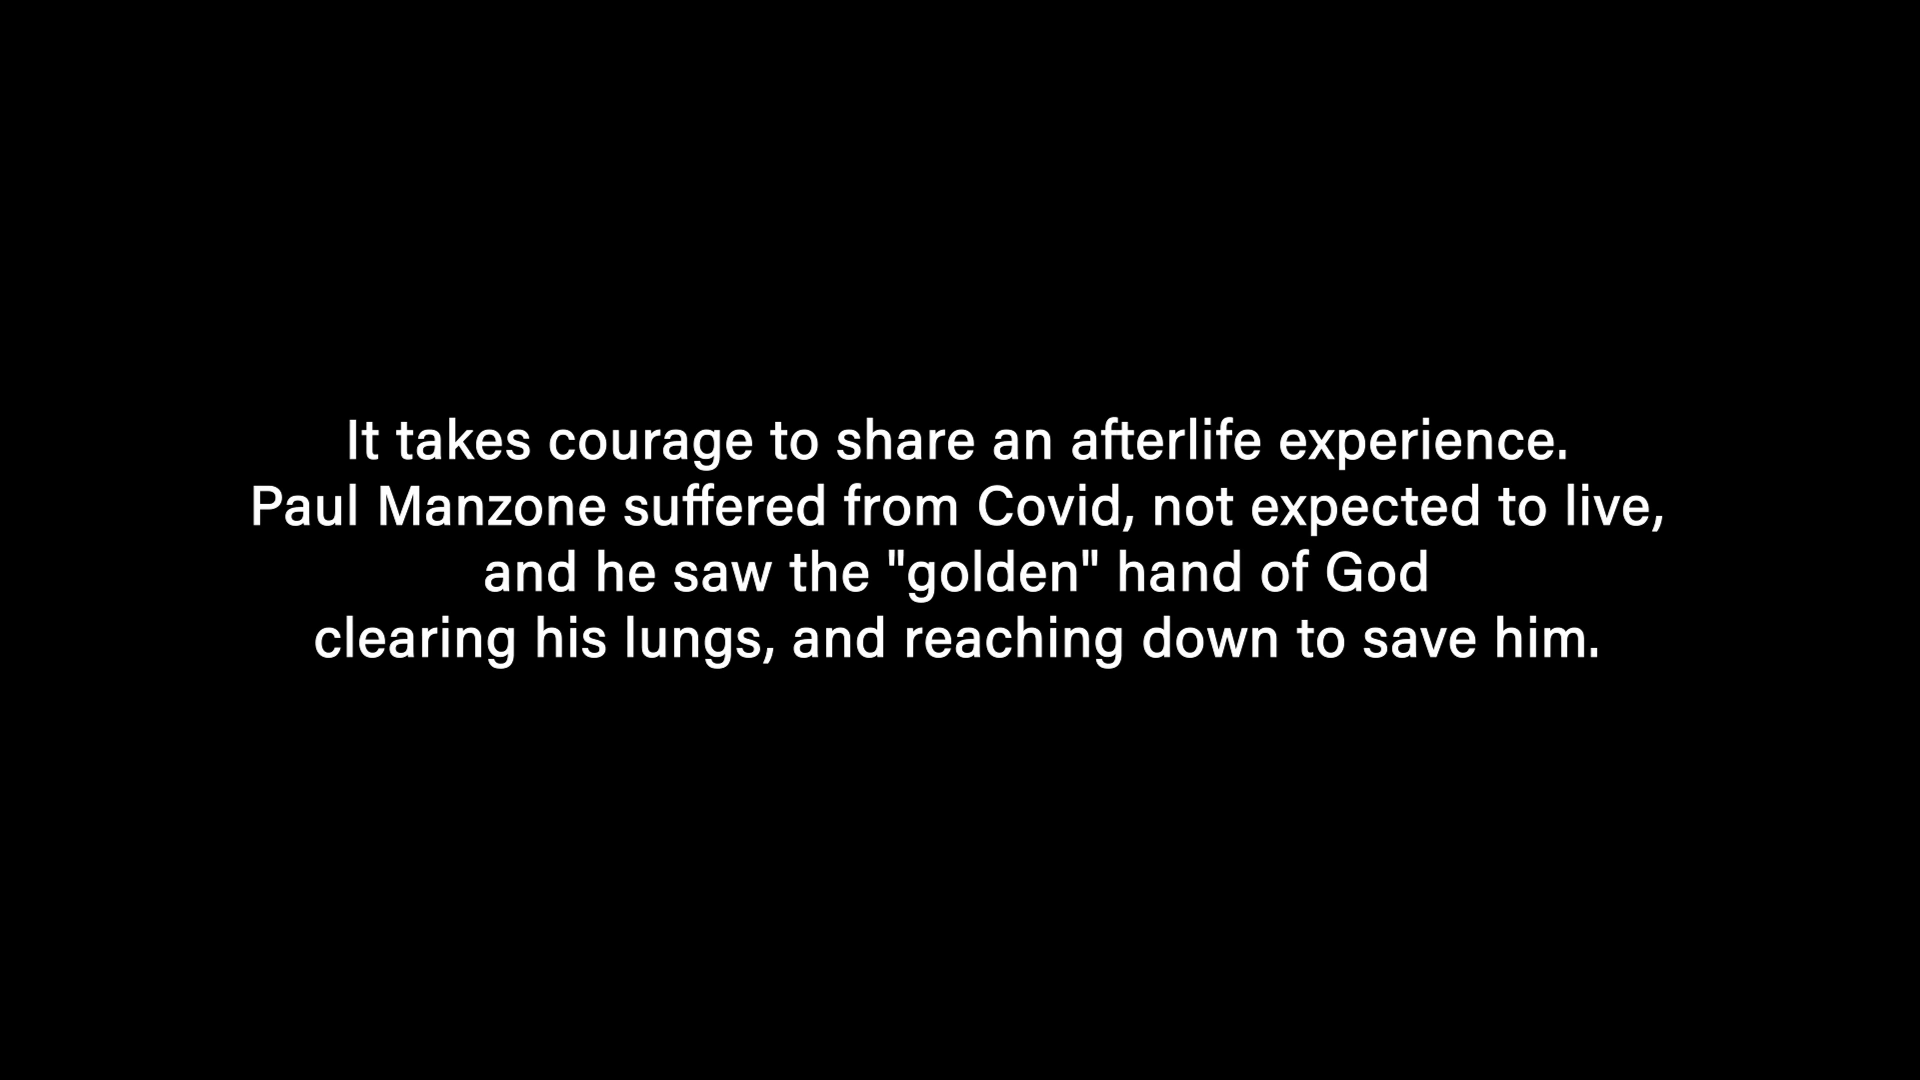 It takes courage to share an afterlife experience.
Paul Manzone suffered from Covid, not expected to live,
and he saw the "golden" hand of God
clearing his lungs, and reaching down to save him.